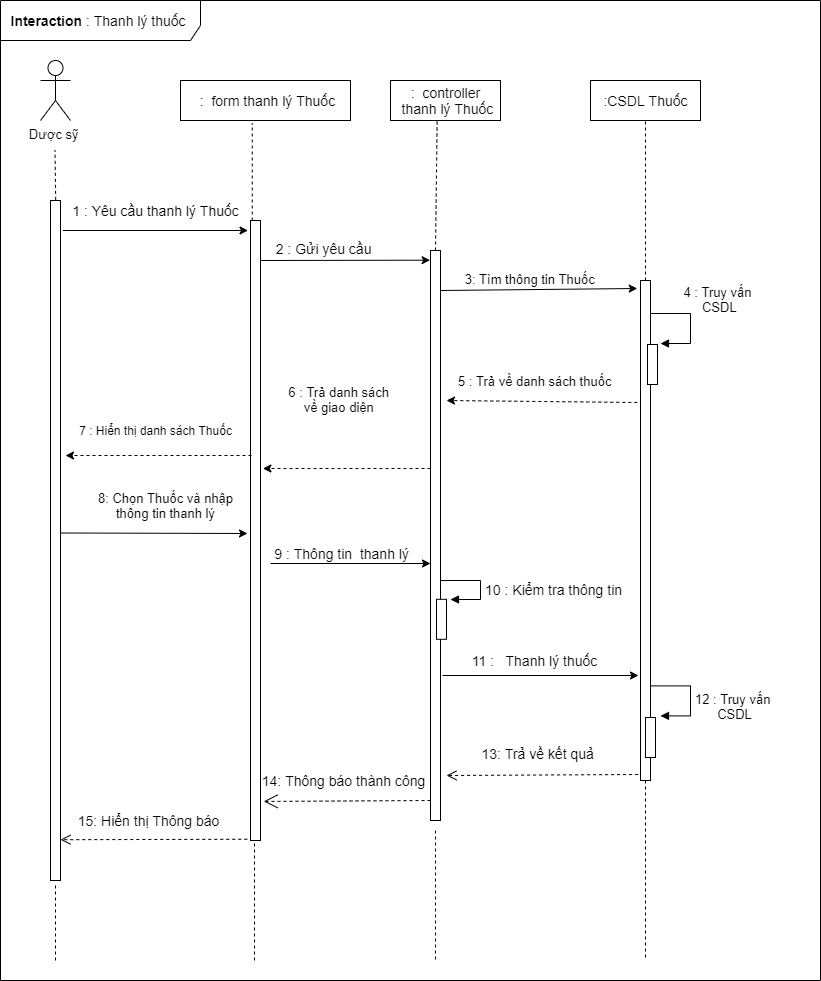 Interaction : Thanh lý thuốc
Dược sỹ
: form thanh lý Thuốc
: controller
thanh lý Thuốc
:CSDL Thuốc
1 : Yêu cầu thanh lý Thuốc
2 : Gửi yêu cầu
3: Tìm thông tin Thuốc
4 : Truy vấn
CSDL
5 : Trả về danh sách thuốc
6 : Trả danh sách
về giao diện
7 : Hiển thị danh sách Thuốc
8: Chọn Thuốc và nhập
thông tin thanh lý
9 : Thông tin thanh lý
10 : Kiểm tra thông tin
11 : Thanh lý thuốc
12 : Truy vấn
CSDL
13: Trả về kết quả
14: Thông báo thành công
15: Hiển thị Thông báo